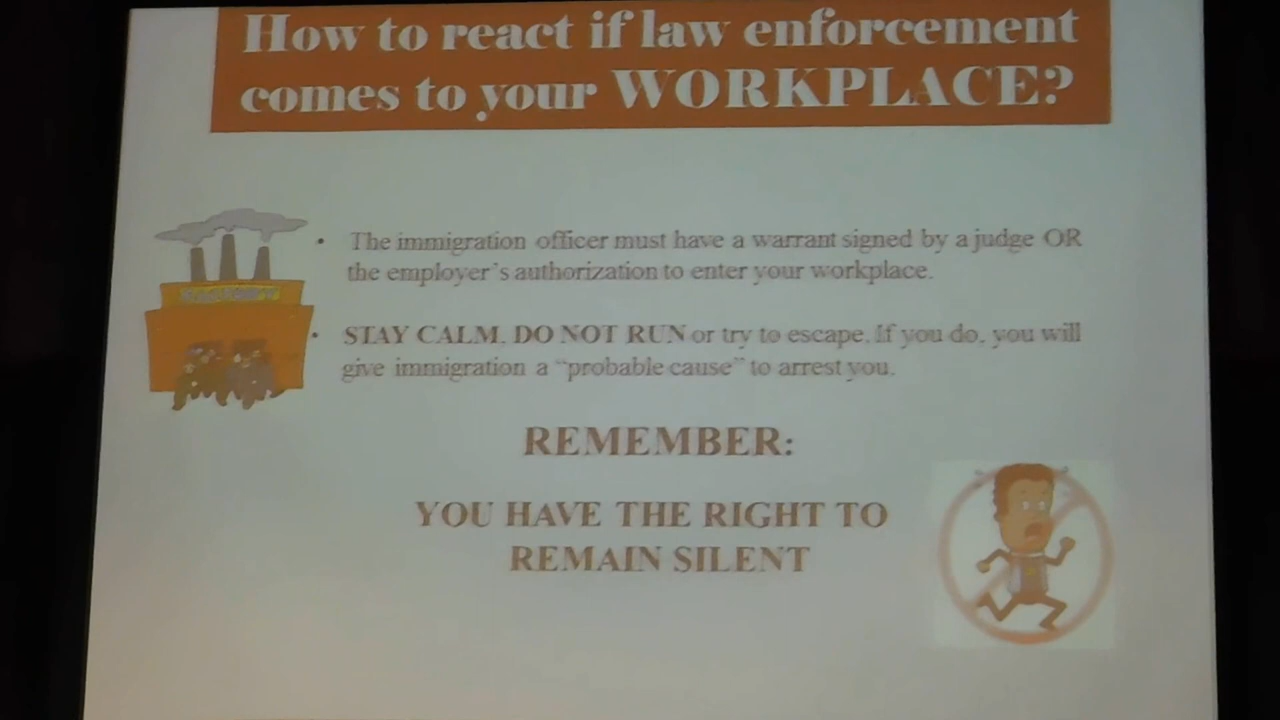 How to react if law enforcement
comes to your WORKPLACE?
• The immigration officer must have a warrant signed by a judge OR
the employer's authorization to enter your workplace.
• STAY CALM. DO NOT RUN or try to escape. If you do, you will
give immigration a "probable cause" to arrest you.
REMEMBER:
YOU HAVE THE RIGHT TO
REMAIN SILENT